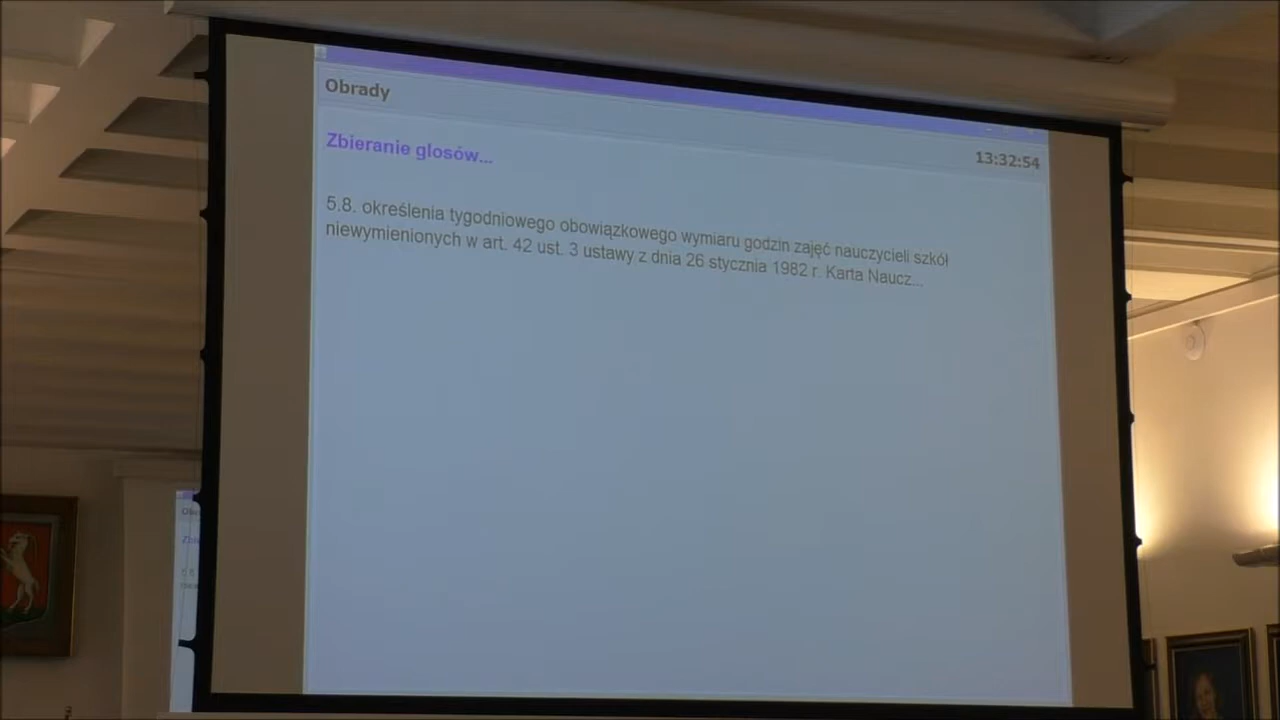 Obrady
Zbieranie głosów...
13:32:54
5.8. określenia tygodniowego obowiązkowego wymiaru godzin zajęć nauczycieli szkół
niewymienionych w art. 42 ust. 3 ustawy z dnia 26 stycznia 1982 r. Karta Naucz...